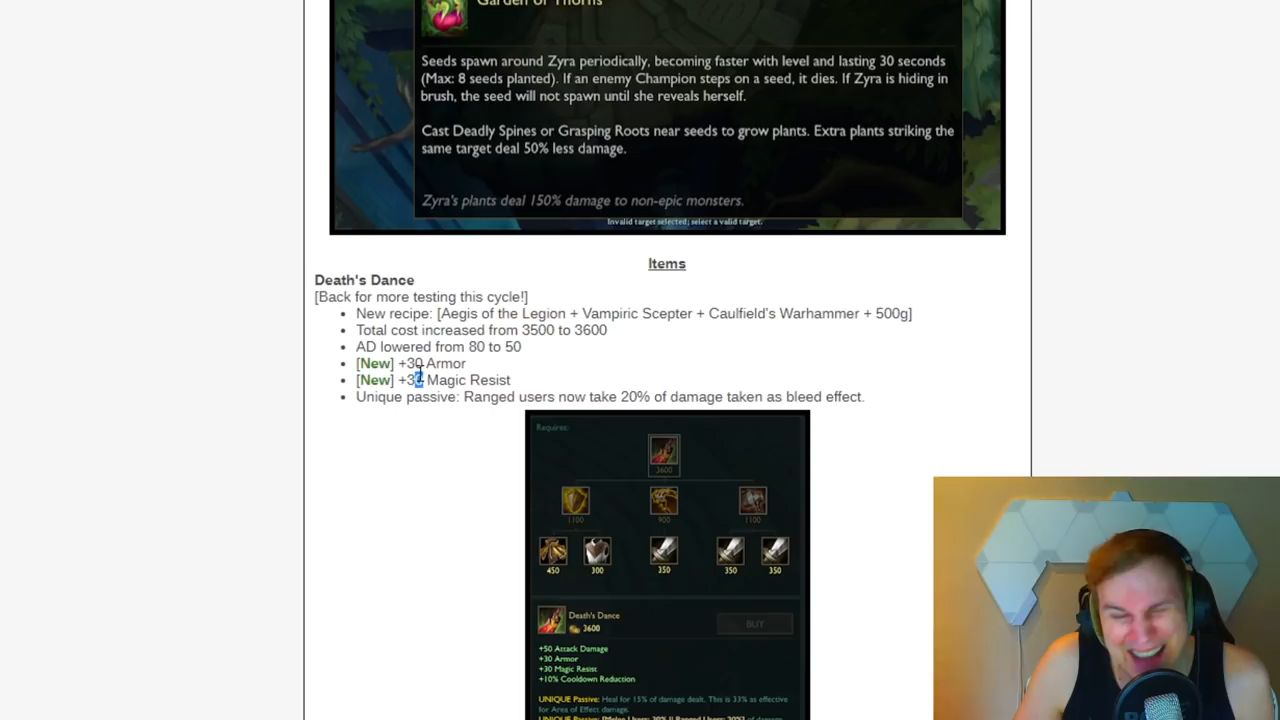 Garden of Thorns
Seeds spawn around Zyra periodically, becoming faster with level and lasting 30 seconds
(Max: 8 seeds planted). If an enemy Champion steps on a seed, it dies. If Zyra is hiding in
brush, the seed will not spawn until she reveals herself.
Cast Deadly Spines or Grasping Roots near seeds to grow plants. Extra plants striking the
same target deal 50% less damage.
Zyra's plants deal 150% damage to non-epic monsters.
Invalid target selected; select a valid target.
Items
Death's Dance
[Back for more testing this cycle!]
• New recipe: [Aegis of the Legion + Vampiric Scepter + Caulfield's Warhammer + 500g]
• Total cost increased from 3500 to 3600
• AD lowered from 80 to 50
• [New] +30 Armor
• [New] +30 Magic Resist
• Unique passive: Ranged users now take 20% of damage taken as bleed effect.
Requires:
3600
1100 900 1100
450 300 350 350 350
Death's Dance
3600
BUY
+50 Attack Damage
+30 Armor
+30 Magic Resist
+10% Cooldown Reduction
UNIQUE Passive: Heal for 15% of damage dealt. This is 33% as effective
for Area of Effect damage.